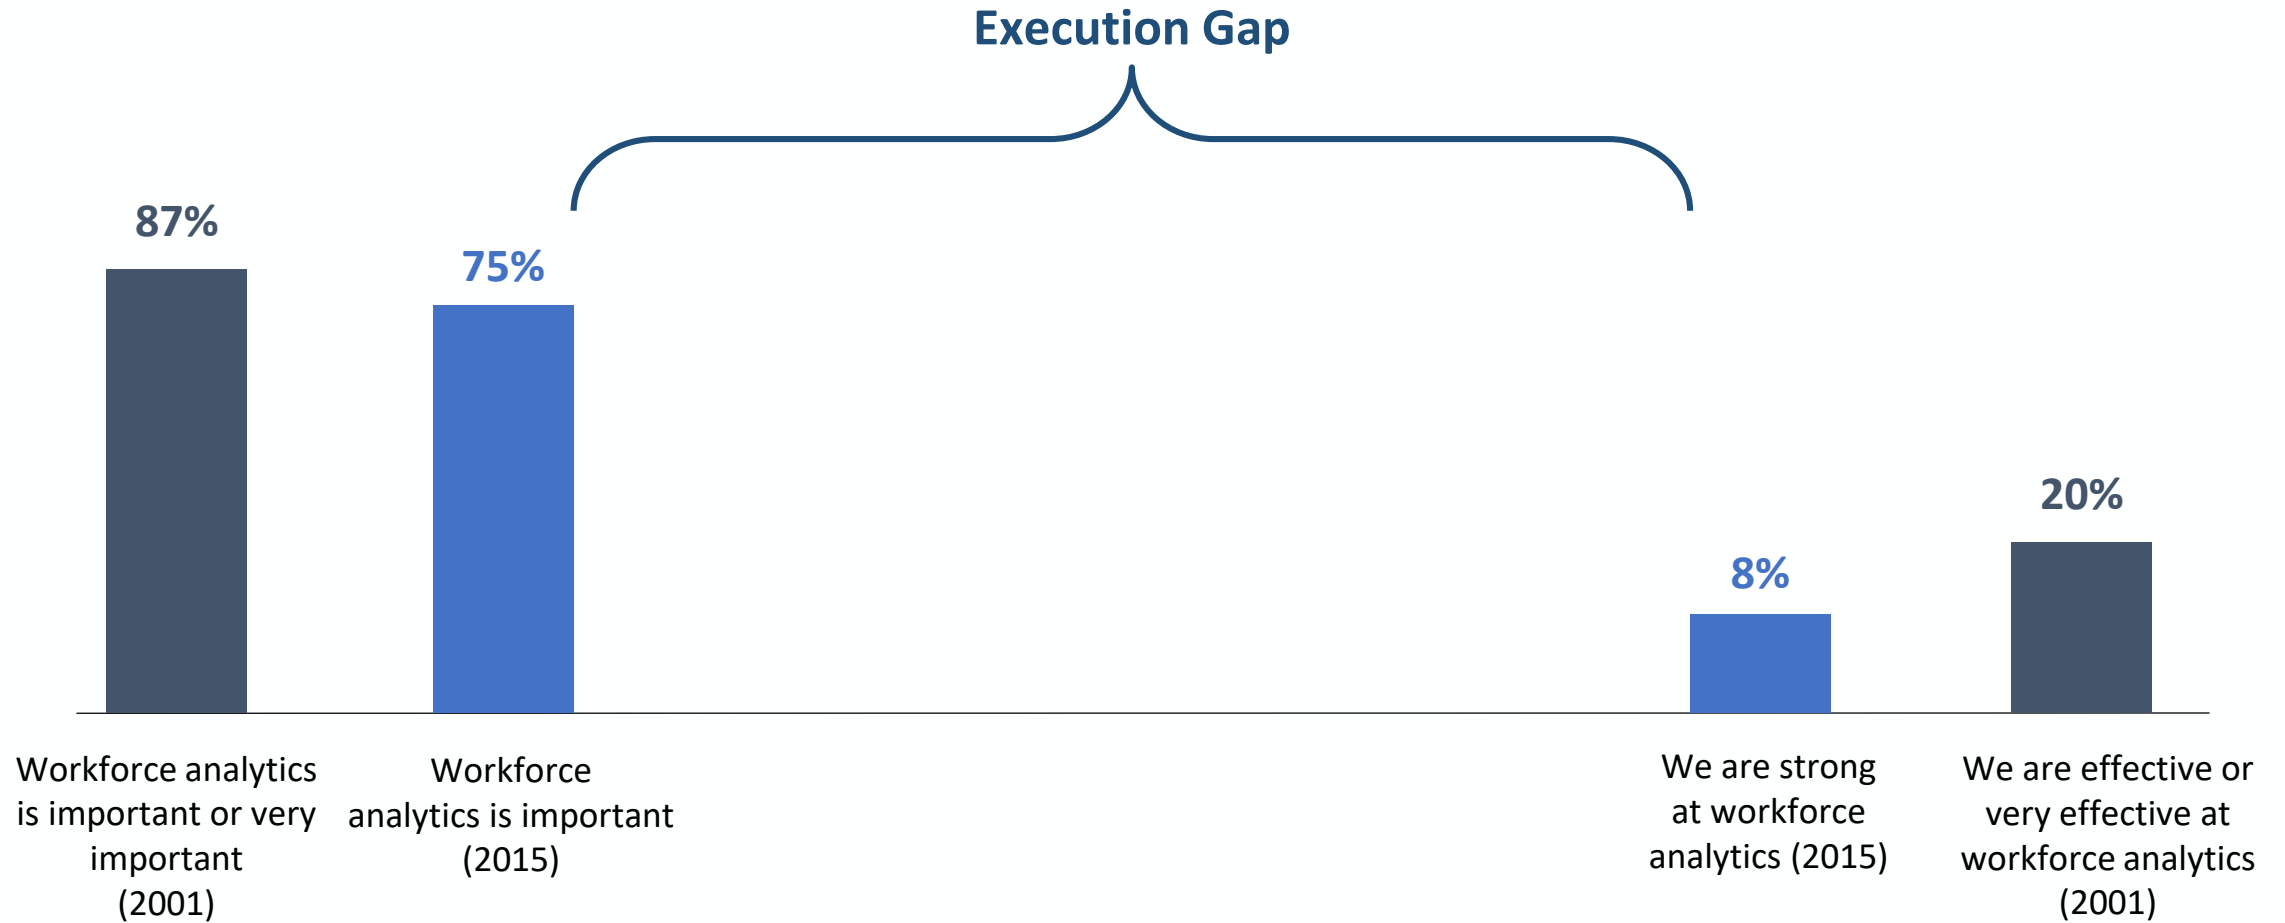 Execution Gap
87%
75%
8%
20%
Workforce analytics
is important or very
important
(2001)
Workforce
analytics is important
(2015)
We are strong
at workforce
analytics (2015)
We are effective or
very effective at
workforce analytics
(2001)